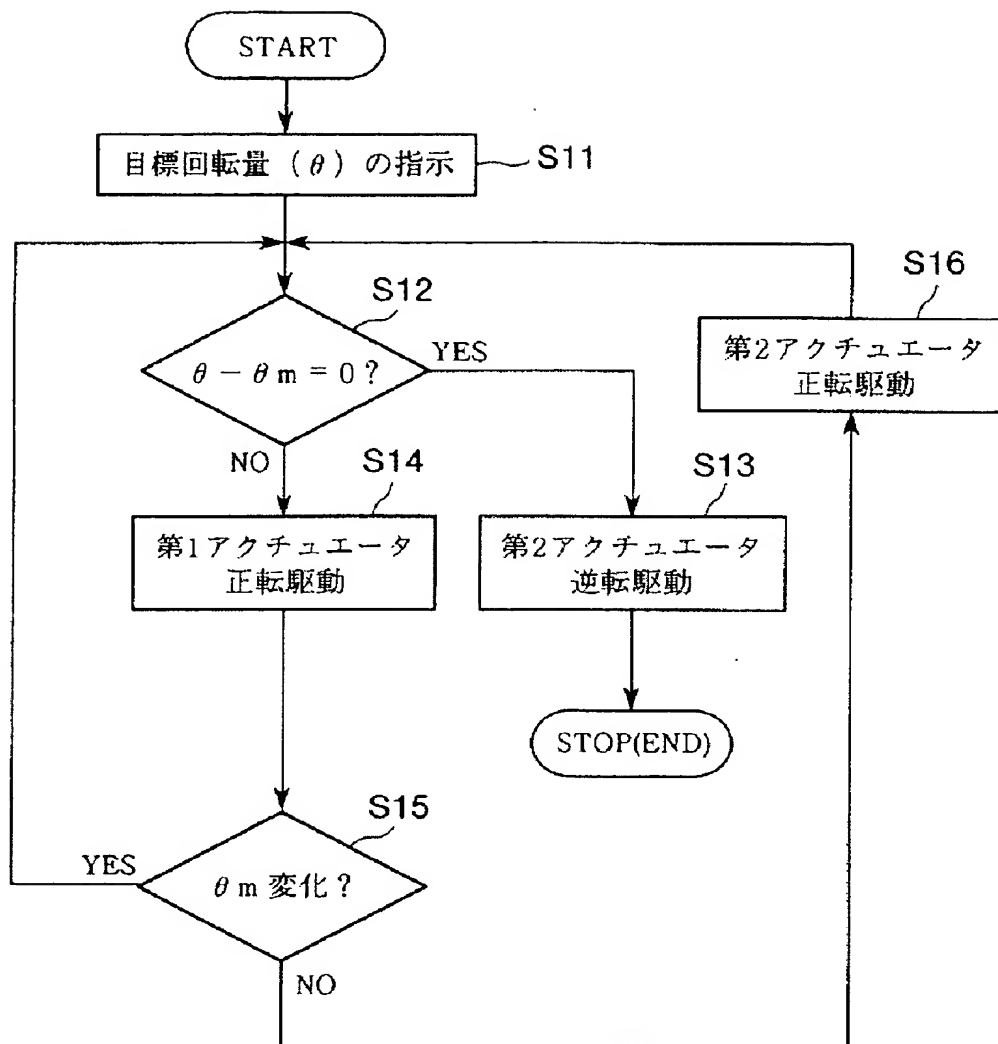 START
目標回転量（θ）の指示
S11
S12
θ－θm＝0？
YES
NO
S16
第2アクチュエータ
正転駆動
S14
第1アクチュエータ
正転駆動
S13
第2アクチュエータ
逆転駆動
STOP(END)
S15
θm変化？
YES
NO